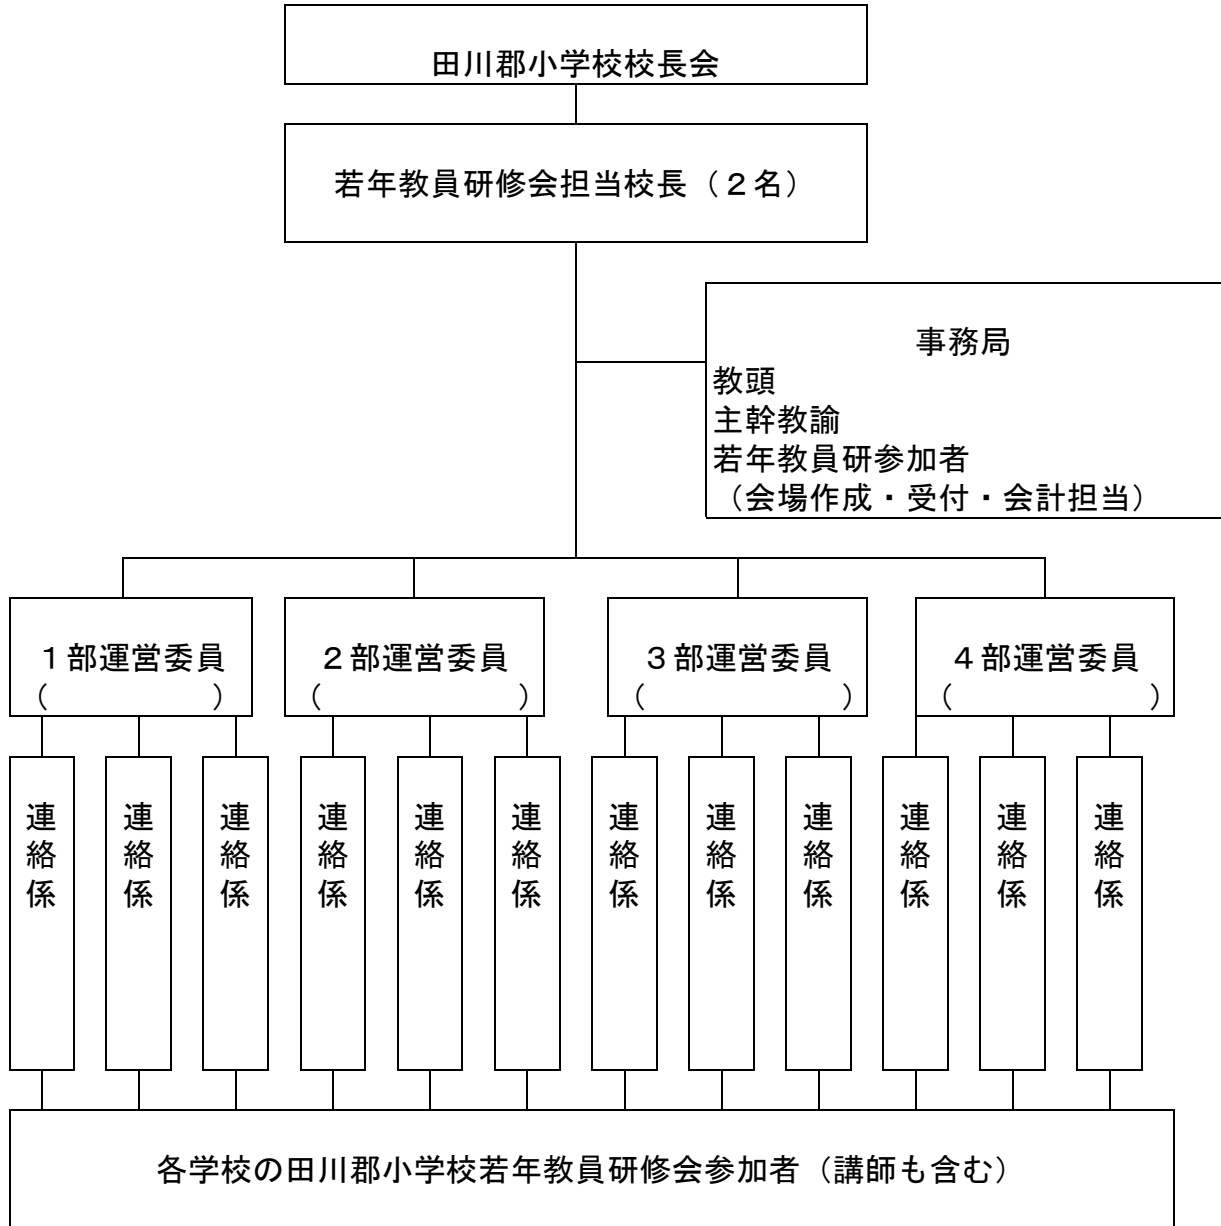 田川郡小学校校長会
若年教員研修会担当校長（２名）
事務局
教頭
主幹教諭
若年教員研参加者
（会場作成・受付・会計担当）
１部運営委員
（　　　　　）
２部運営委員
（　　　　　　）
３部運営委員
（　　　　　　）
４部運営委員
（　　　　　　）
連絡係
連絡係
連絡係
連絡係
連絡係
連絡係
連絡係
連絡係
連絡係
連絡係
連絡係
連絡係
各学校の田川郡小学校若年教員研修会参加者（講師も含む）